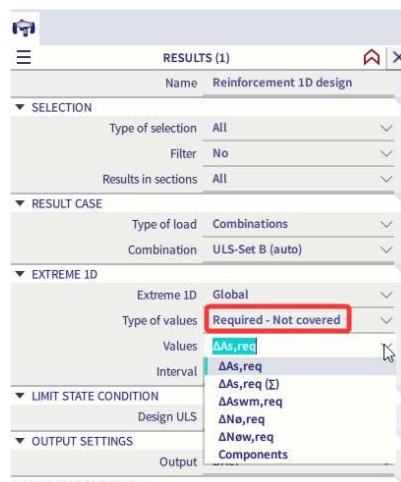 RESULTS (1)
Name Reinforcement 1D design
SELECTION
Type of selection All
Filter No
Results in sections All
RESULT CASE
Type of load Combinations
Combination ULS-Set B (auto)
EXTREME 1D
Extreme 1D Global
Type of values Required - Not covered
Values ΔAs,req
Interval ΔAs,req
ΔAs,req (Σ)
LIMIT STATE CONDITION ΔAswm,req
Design ULS ΔNø,req
ΔNøw,req
OUTPUT SETTINGS
Components
Output